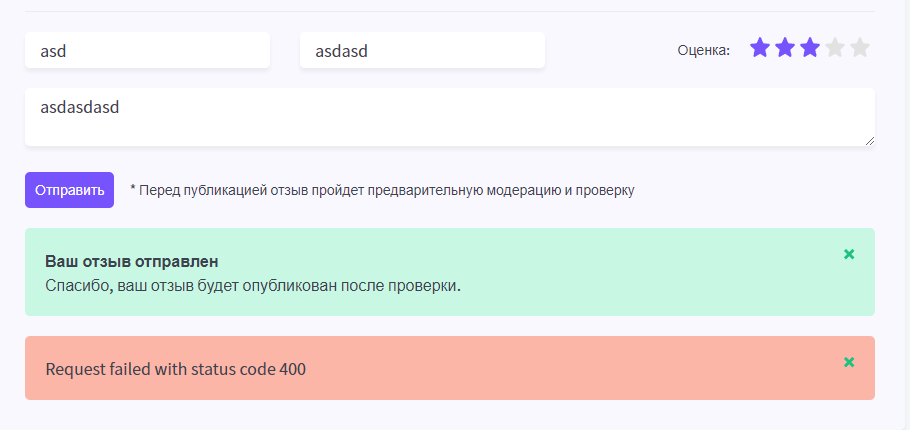 asd
asdasd
Оценка:
asdasdasd
Отправить
* Перед публикацией отзыв пройдет предварительную модерацию и проверку
Ваш отзыв отправлен
Спасибо, ваш отзыв будет опубликован после проверки.
Request failed with status code 400